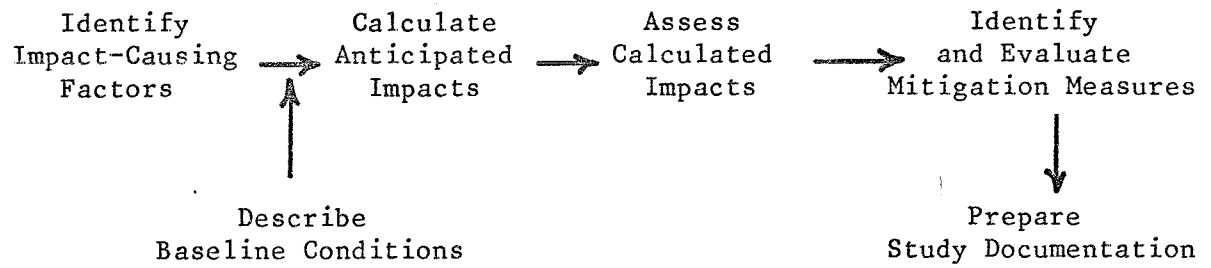 Identify
Impact-Causing
Factors
Calculate
Anticipated
Impacts
Assess
Calculated
Impacts
Identify
and Evaluate
Mitigation Measures
Describe
Baseline Conditions
Prepare
Study Documentation